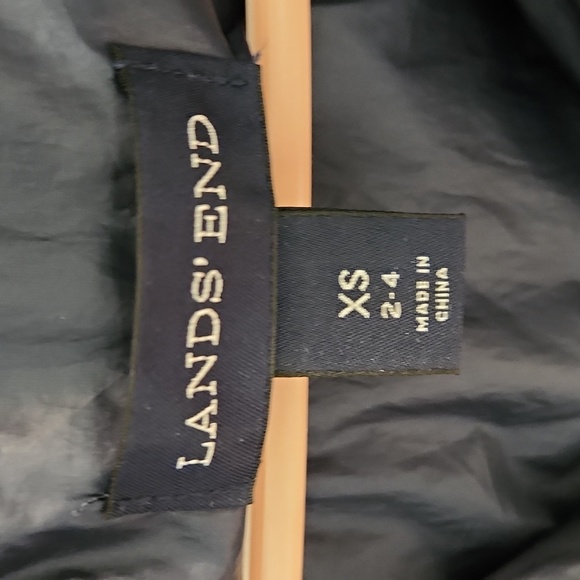 LANDS' END
XS
2-4
MADE IN
CHINA